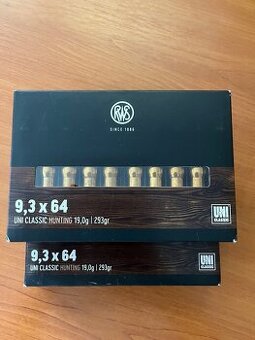 RWS
SINCE 1886
9,3 x 64
UNI CLASSIC HUNTING 19,0g | 293gr
UNI
CLASSIC
9,3 x 64
UNI CLASSIC HUNTING 19,0g | 293gr
UNI
CLASSIC